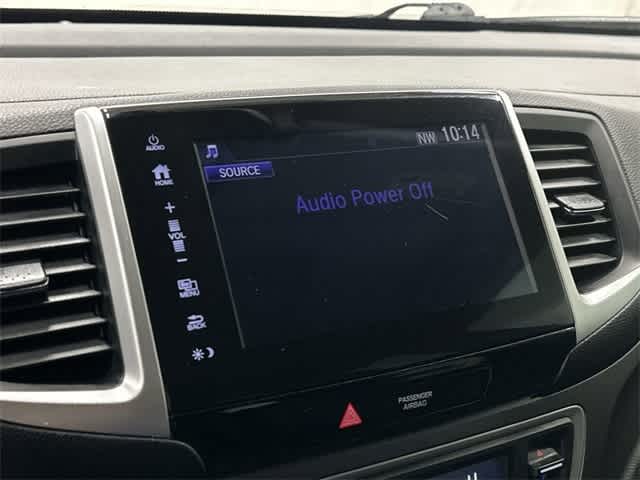 AUDIO
HOME
+
VOL
–
MENU
BACK
NW 10:14
SOURCE
Audio Power Off
PASSENGER
AIRBAG